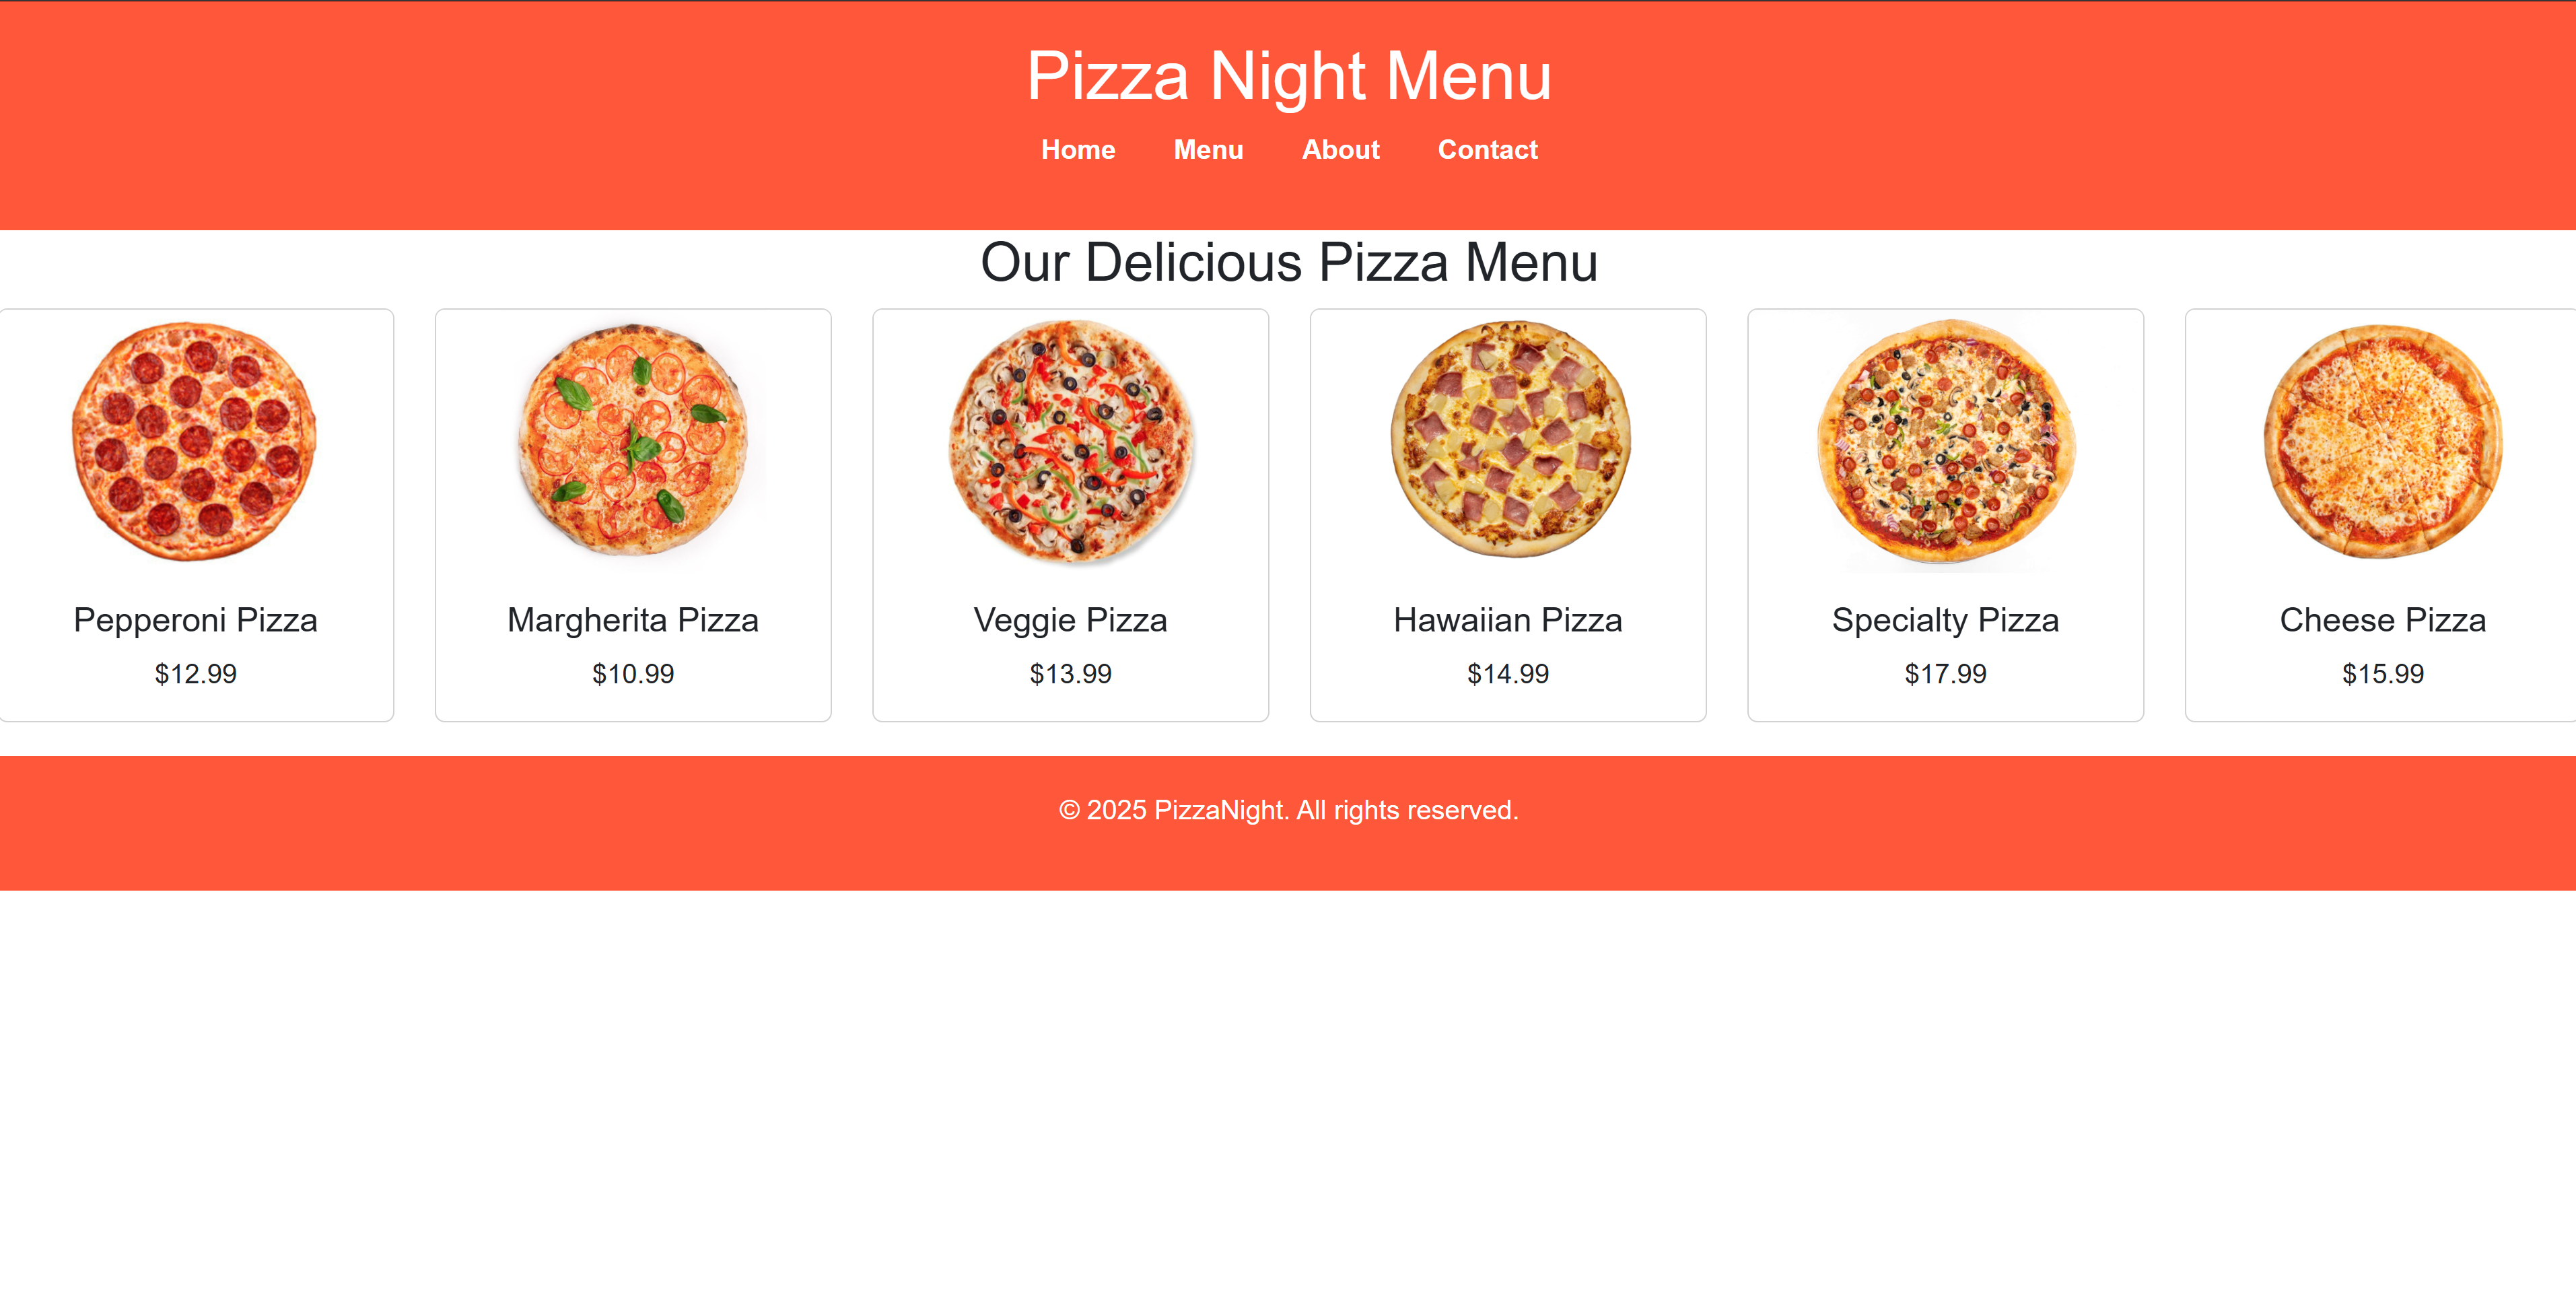 Pizza Night Menu
Home Menu About Contact
Our Delicious Pizza Menu
Pepperoni Pizza
$12.99
Margherita Pizza
$10.99
Veggie Pizza
$13.99
Hawaiian Pizza
$14.99
Specialty Pizza
$17.99
Cheese Pizza
$15.99
© 2025 PizzaNight. All rights reserved.